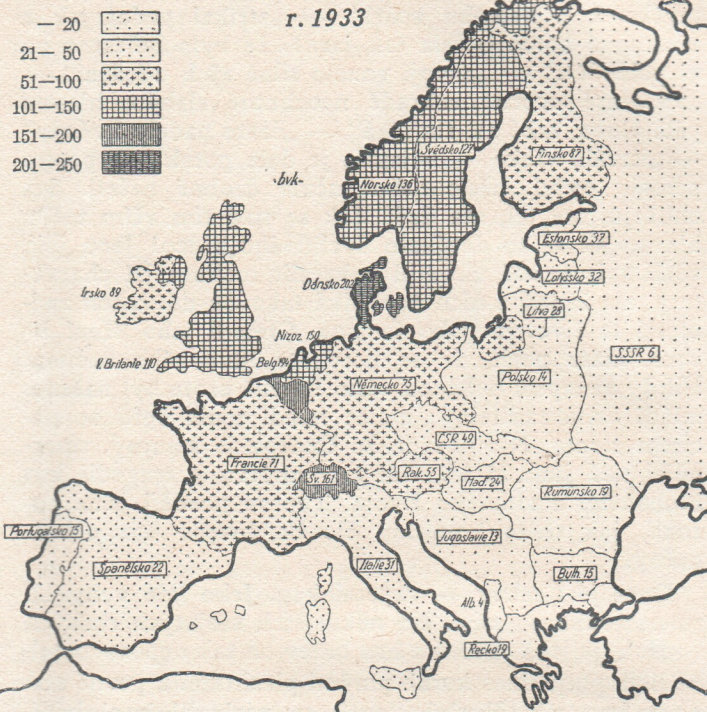 r. 1933
— 20
21— 50
51—100
101—150
151—200
201—250
-bvk-
Norsko 136
Švédsko 127
Finsko 87
Estonsko 37
Lotyšsko 32
Litva 28
SSSR 6
Dánsko 202
Irsko 89
V. Britanie 110
Nizoz. 150
Belg 194
Německo 75
Polsko 14
ČSR 49
Francie 71
Sv. 161
Rak. 55
Maď. 24
Rumunsko 19
Portugalsko 15
Španělsko 22
Italie 31
Jugoslavie 13
Bulh. 15
Alb. 4
Řecko 19